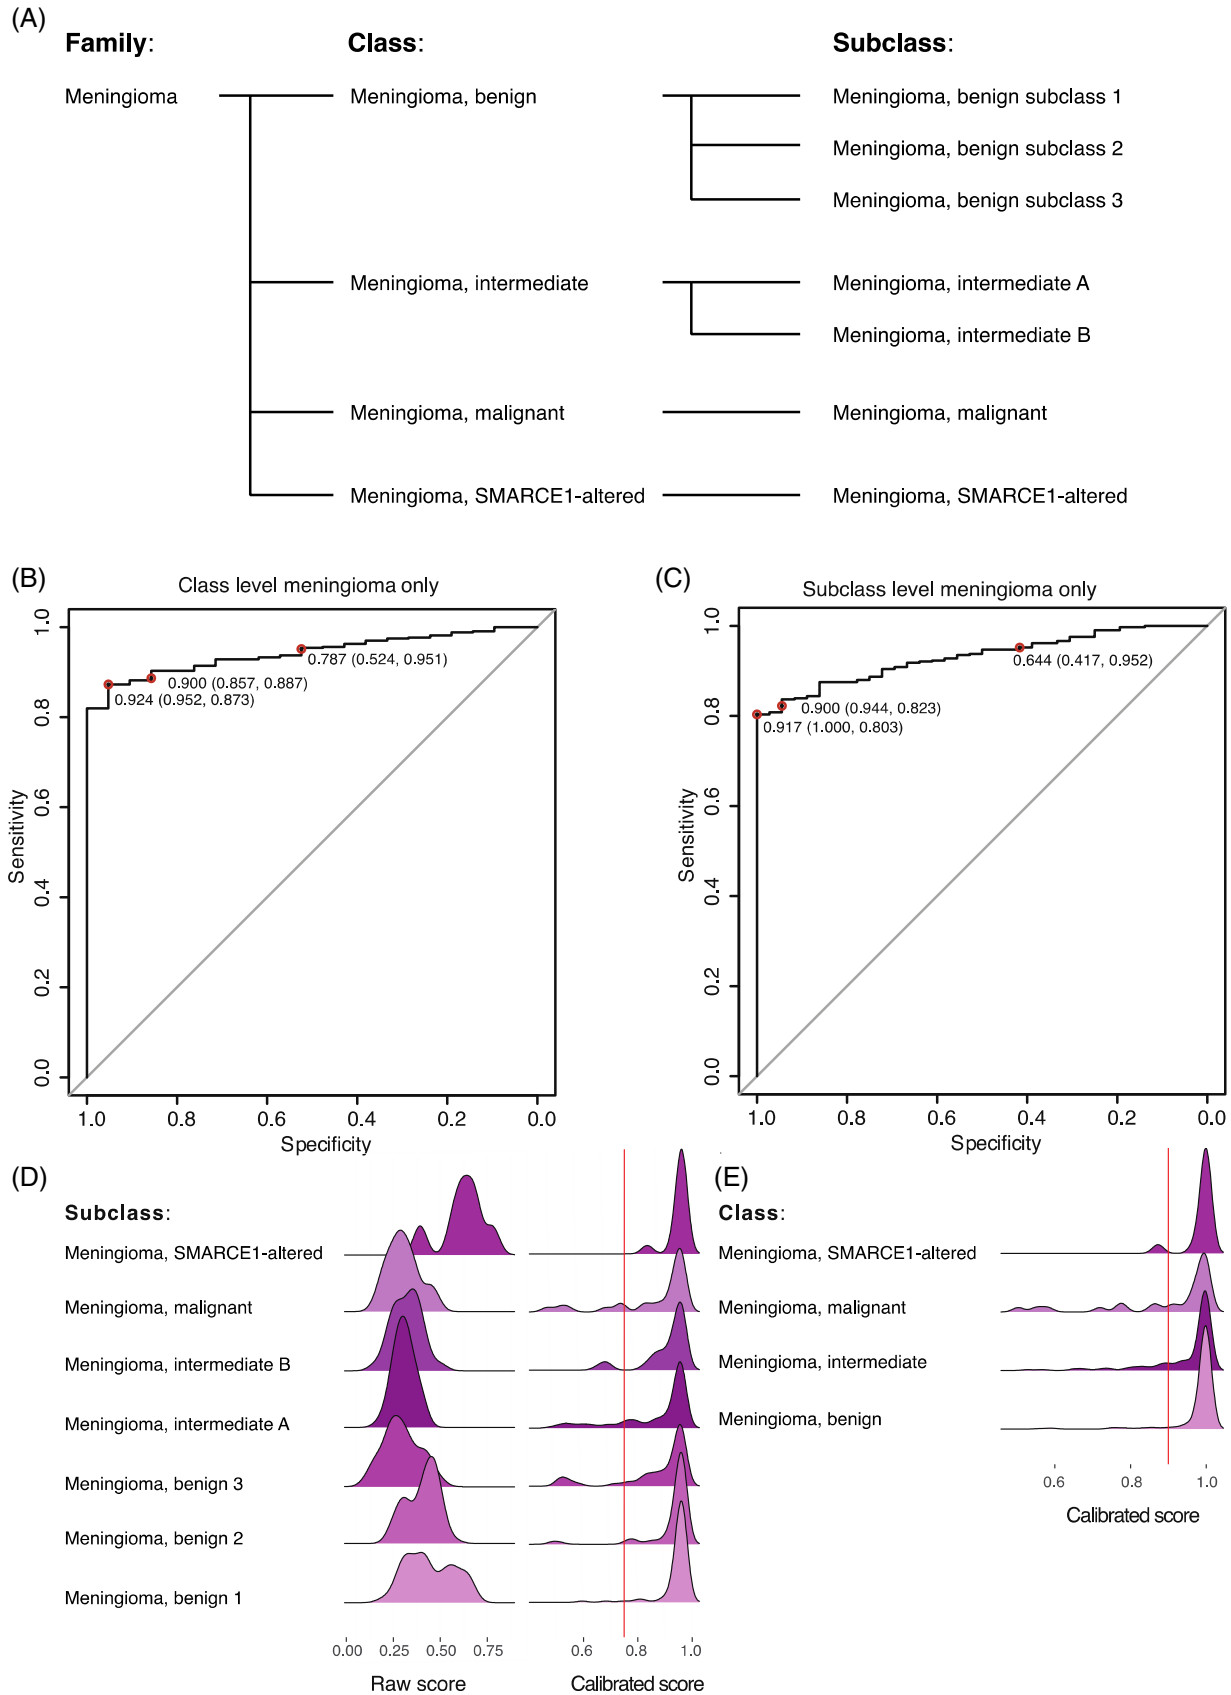 (A)
Family: Class: Subclass:
Meningioma Meningioma, benign Meningioma, benign subclass 1
Meningioma, benign subclass 2
Meningioma, benign subclass 3
Meningioma, intermediate Meningioma, intermediate A
Meningioma, intermediate B
Meningioma, malignant Meningioma, malignant
Meningioma, SMARCE1-altered Meningioma, SMARCE1-altered
(B)
Class level meningioma only
Sensitivity
1.0
0.8
0.6
0.4
0.2
0.0
0.787 (0.524, 0.951)
0.900 (0.857, 0.887)
0.924 (0.952, 0.873)
1.0 0.8 0.6 0.4 0.2 0.0
Specificity
(C)
Subclass level meningioma only
Sensitivity
1.0
0.8
0.6
0.4
0.2
0.0
0.644 (0.417, 0.952)
0.900 (0.944, 0.823)
0.917 (1.000, 0.803)
1.0 0.8 0.6 0.4 0.2 0.0
Specificity
(D)
Subclass:
Meningioma, SMARCE1-altered
Meningioma, malignant
Meningioma, intermediate B
Meningioma, intermediate A
Meningioma, benign 3
Meningioma, benign 2
Meningioma, benign 1
0.00 0.25 0.50 0.75 0.6 0.8 1.0
Raw score Calibrated score
(E)
Class:
Meningioma, SMARCE1-altered
Meningioma, malignant
Meningioma, intermediate
Meningioma, benign
0.6 0.8 1.0
Calibrated score